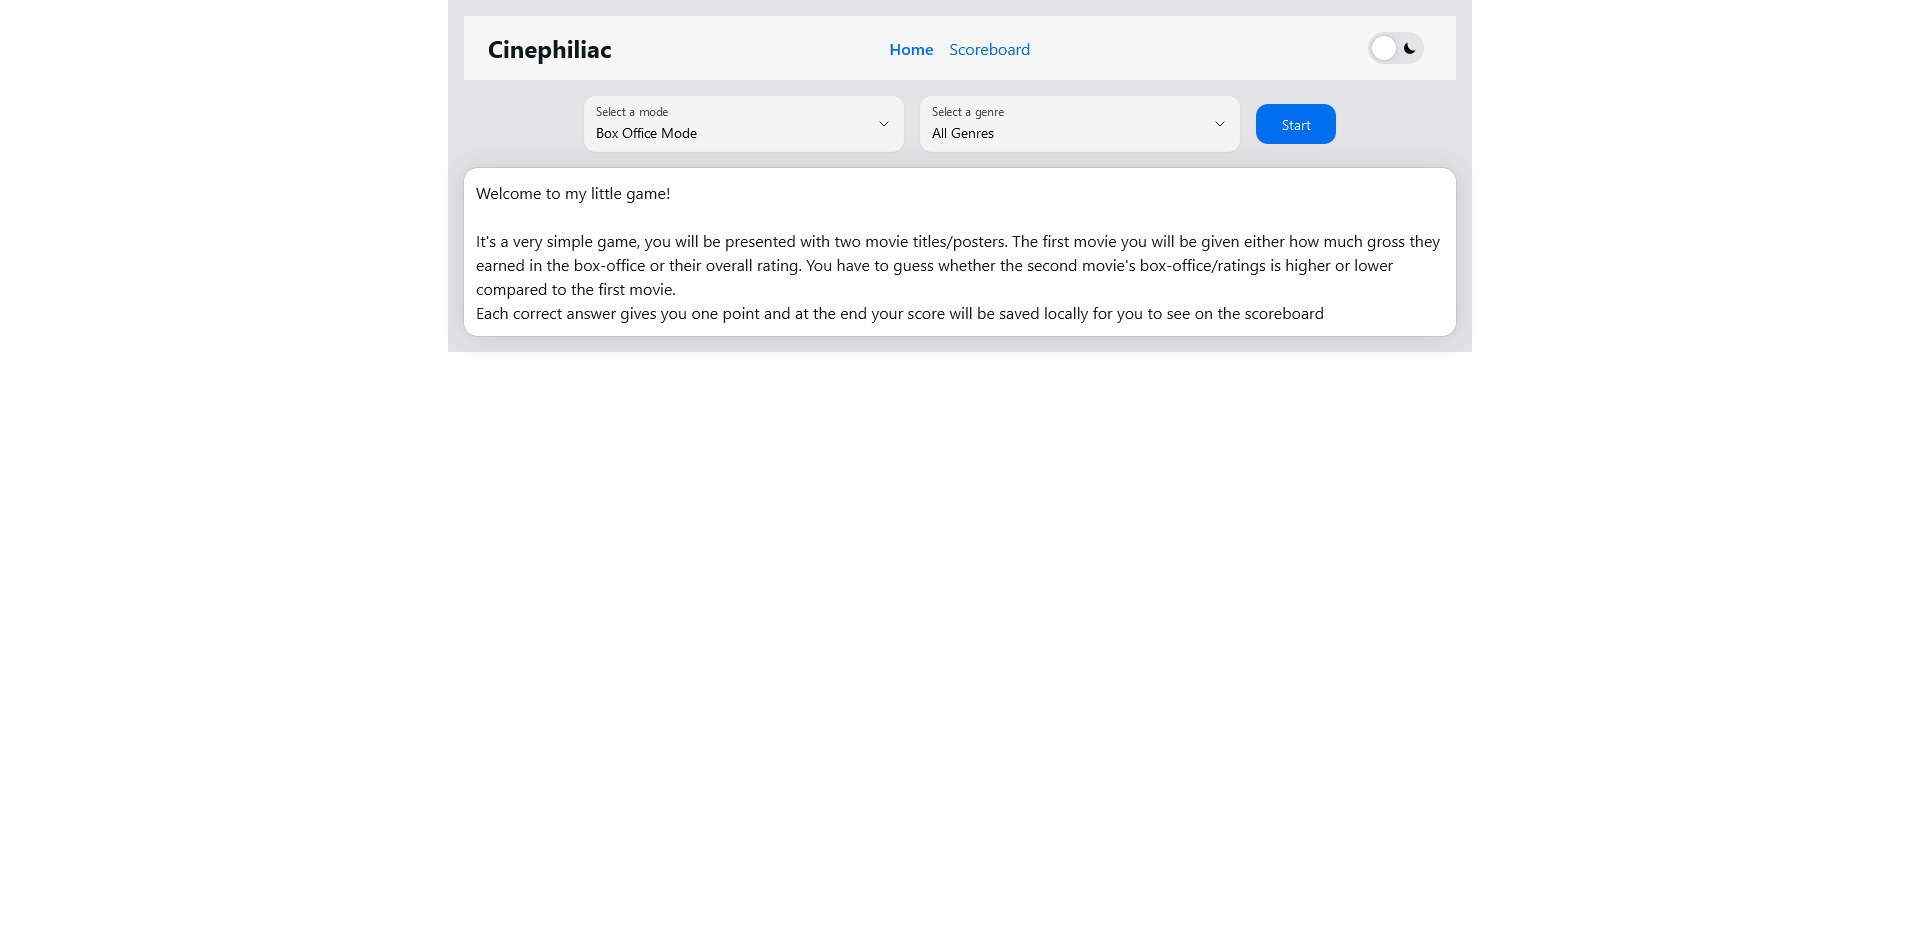 Cinephiliac
Home
Scoreboard
Select a mode
Box Office Mode
Select a genre
All Genres
Start
Welcome to my little game!
It's a very simple game, you will be presented with two movie titles/posters. The first movie you will be given either how much gross they
earned in the box-office or their overall rating. You have to guess whether the second movie's box-office/ratings is higher or lower
compared to the first movie.
Each correct answer gives you one point and at the end your score will be saved locally for you to see on the scoreboard